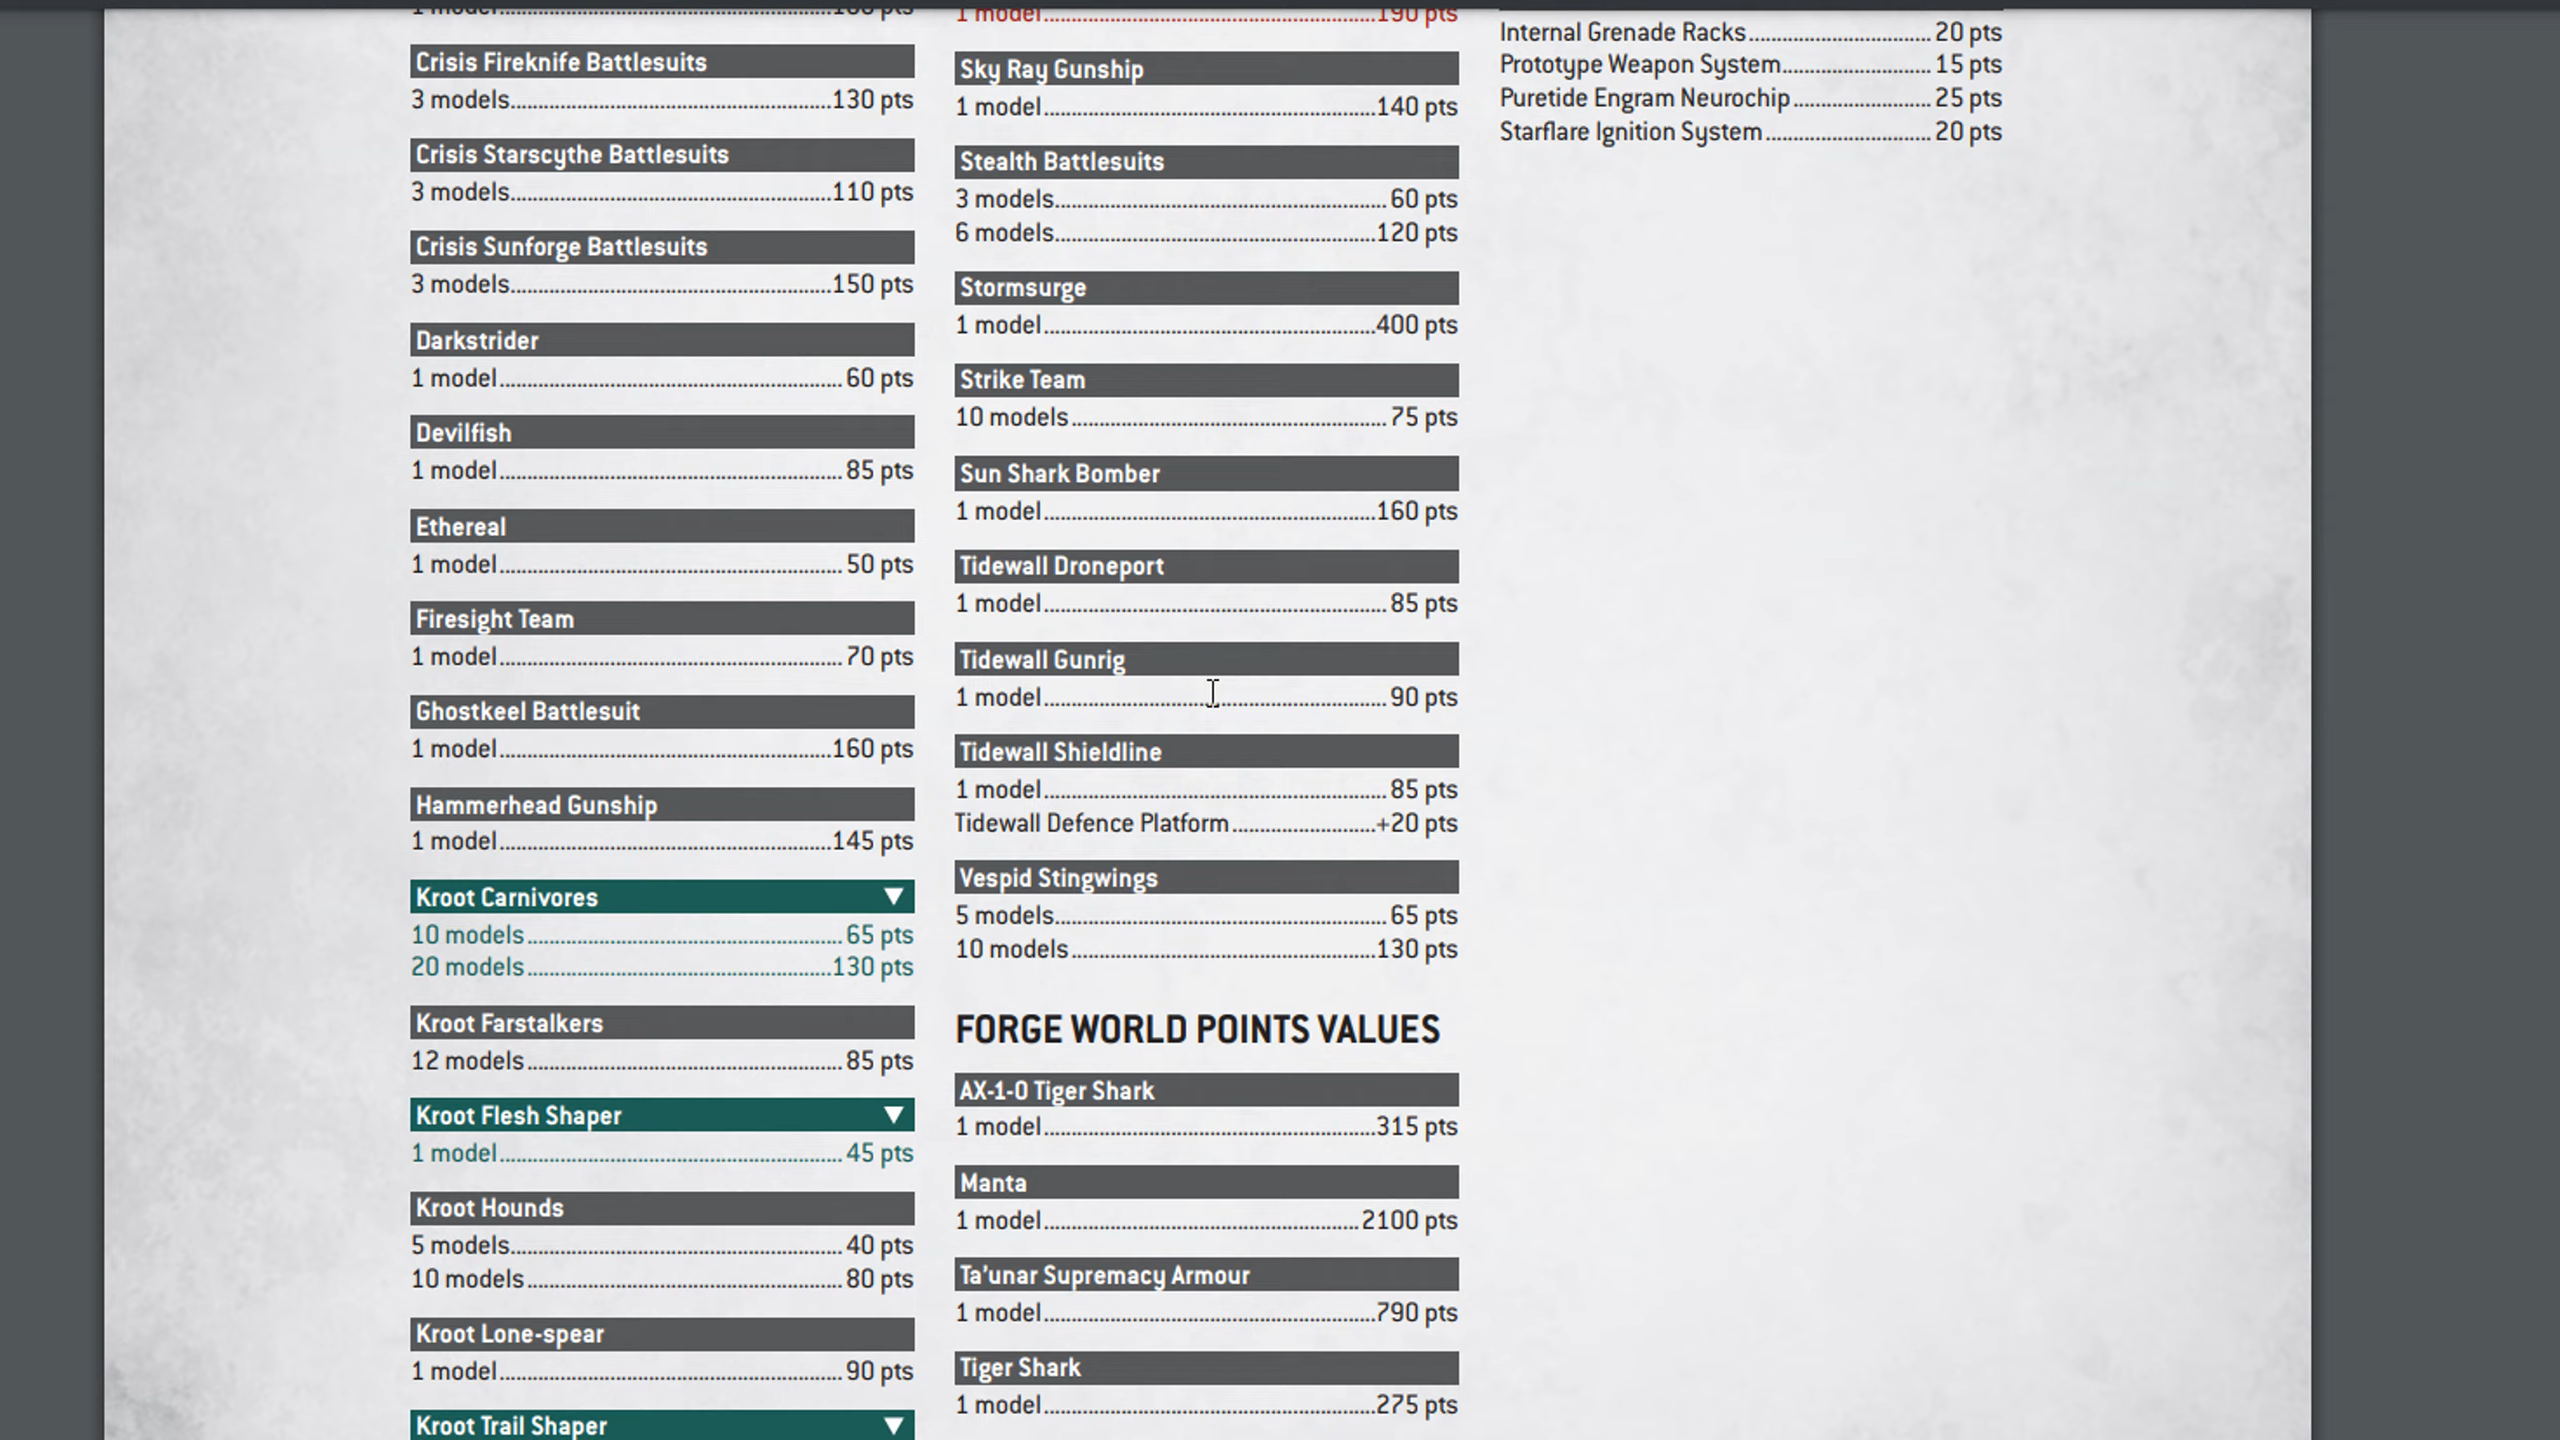 Crisis Fireknife Battlesuits
3 models 130 pts
Crisis Starscythe Battlesuits
3 models 110 pts
Crisis Sunforge Battlesuits
3 models 150 pts
Darkstrider
1 model 60 pts
Devilfish
1 model 85 pts
Ethereal
1 model 50 pts
Firesight Team
1 model 70 pts
Ghostkeel Battlesuit
1 model 160 pts
Hammerhead Gunship
1 model 145 pts
Kroot Carnivores ▼
10 models 65 pts
20 models 130 pts
Kroot Farstalkers
12 models 85 pts
Kroot Flesh Shaper ▼
1 model 45 pts
Kroot Hounds
5 models 40 pts
10 models 80 pts
Kroot Lone-spear
1 model 90 pts
Kroot Trail Shaper ▼
1 model 190 pts
Sky Ray Gunship
1 model 140 pts
Stealth Battlesuits
3 models 60 pts
6 models 120 pts
Stormsurge
1 model 400 pts
Strike Team
10 models 75 pts
Sun Shark Bomber
1 model 160 pts
Tidewall Droneport
1 model 85 pts
Tidewall Gunrig
1 model 90 pts
Tidewall Shieldline
1 model 85 pts
Tidewall Defence Platform +20 pts
Vespid Stingwings
5 models 65 pts
10 models 130 pts
FORGE WORLD POINTS VALUES
AX-1-0 Tiger Shark
1 model 315 pts
Manta
1 model 2100 pts
Ta'unar Supremacy Armour
1 model 790 pts
Tiger Shark
1 model 275 pts
Internal Grenade Racks 20 pts
Prototype Weapon System 15 pts
Puretide Engram Neurochip 25 pts
Starflare Ignition System 20 pts